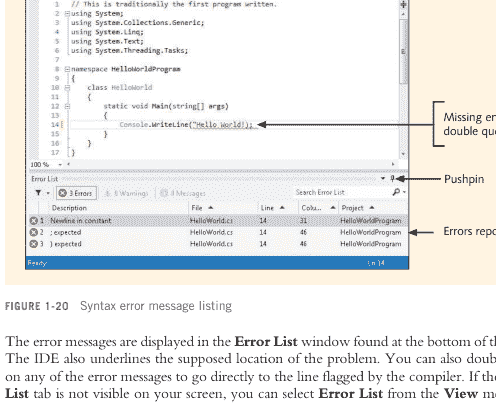 1 // This is traditionally the first program written.
2 using System;
3 using System.Collections.Generic;
4 using System.Linq;
5 using System.Text;
6 using System.Threading.Tasks;
7
8 namespace HelloWorldProgram
9 {
10 class HelloWorld
11 {
12 static void Main(string[] args)
13 {
14 Console.WriteLine("Hello World!);
15 }
16 }
17 }
Missing
double
100 %
Error List
Pushpin
3 Errors 0 Warnings 0 Messages Search Error List
Description File Line Colu... Project
1 Newline in constant HelloWorld.cs 14 31 HelloWorldProgram
2 ; expected HelloWorld.cs 14 46 HelloWorldProgram
3 ) expected HelloWorld.cs 14 46 HelloWorldProgram
Errors
Ready Ln 14
FIGURE 1-20 Syntax error message listing
The error messages are displayed in the Error List window found at the bottom of
The IDE also underlines the supposed location of the problem. You can also
on any of the error messages to go directly to the line flagged by the compiler. If
List tab is not visible on your screen, you can select Error List from the View